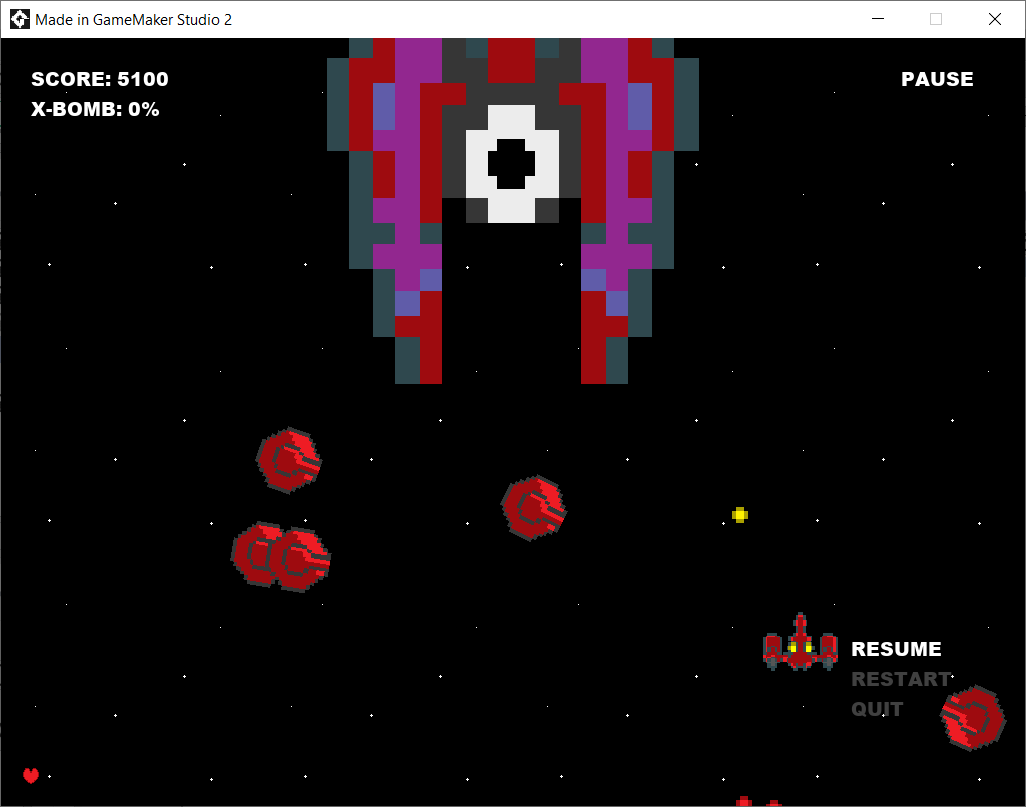 Made in GameMaker Studio 2
SCORE: 5100
PAUSE
X-BOMB: 0%
RESUME
RESTART
QUIT